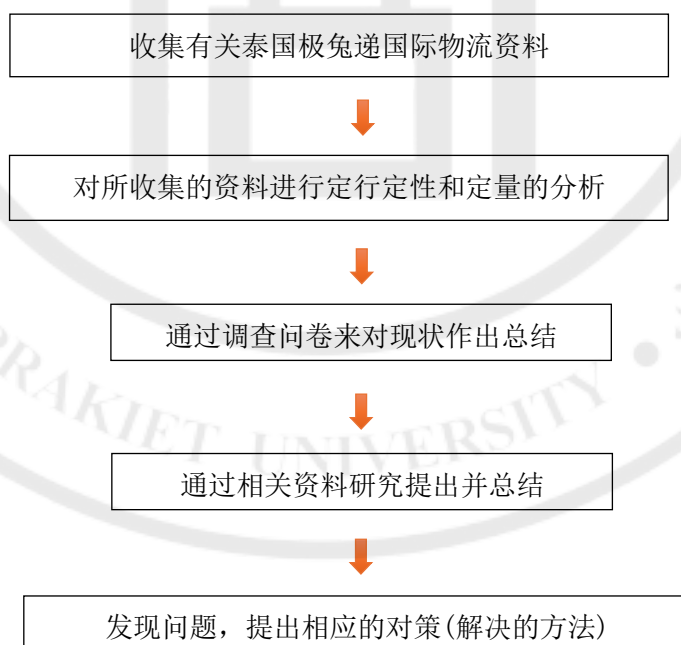 收集有关泰国极兔递国际物流资料
对所收集的资料进行定行定性和定量的分析
通过调查问卷来对现状作出总结
PRAKIET UNIVERSITY •
通过相关资料研究提出并总结
发现问题，提出相应的对策(解决的方法)